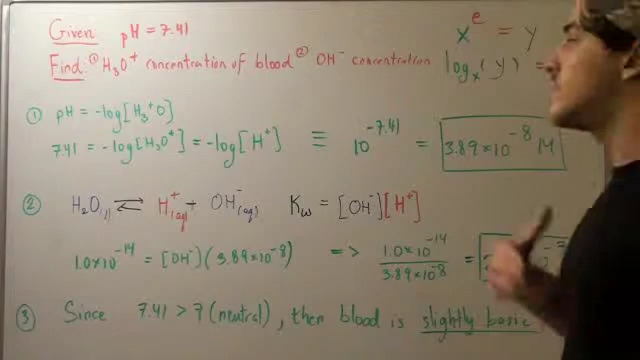 Given pH = 7.41
Find: ① H₃O⁺ concentration of blood ② OH⁻ concentration
xᵉ = y
logₓ(y) =
① pH = -log[H₃⁺O]
7.41 = -log[H₃O⁺] = -log[H⁺] ≡ 10^-7.41 = 3.89×10⁻⁸ M
② H₂O(l) ⇌ H⁺(aq) + OH⁻(aq) Kw = [OH⁻][H⁺]
1.0×10⁻¹⁴ = [OH⁻](3.89×10⁻⁸) => 1.0×10⁻¹⁴ / 3.89×10⁻⁸ =
③ Since 7.41 > 7 (neutral), then blood is slightly basic